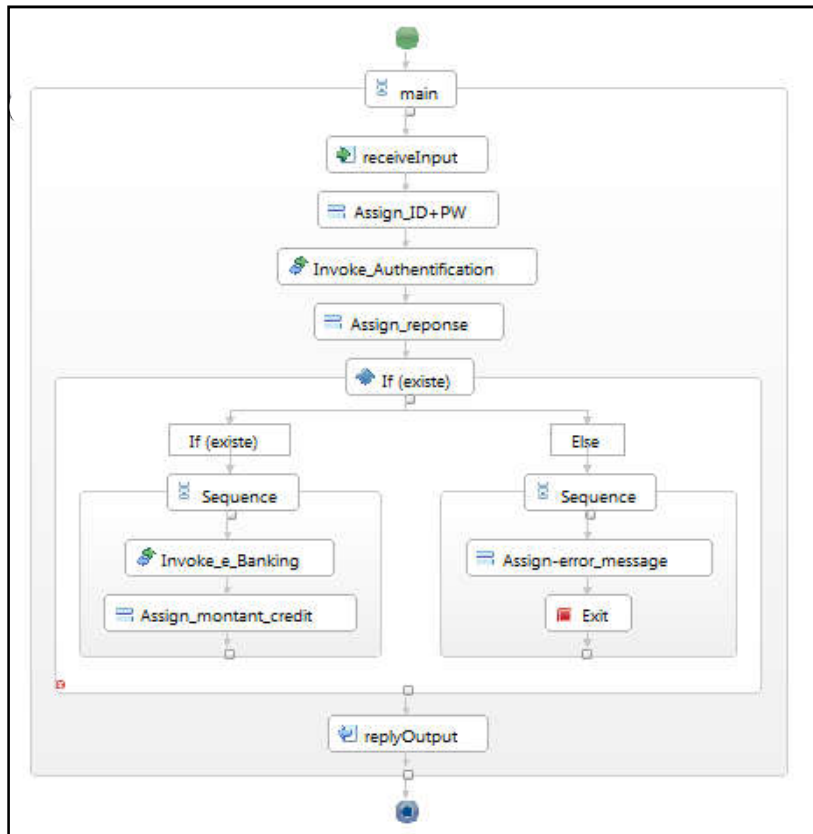 main
receiveInput
Assign_ID+PW
Invoke_Authentification
Assign_reponse
If (existe)
If (existe)
Else
Sequence
Sequence
Invoke_e_Banking
Assign-error_message
Assign_montant_credit
Exit
replyOutput